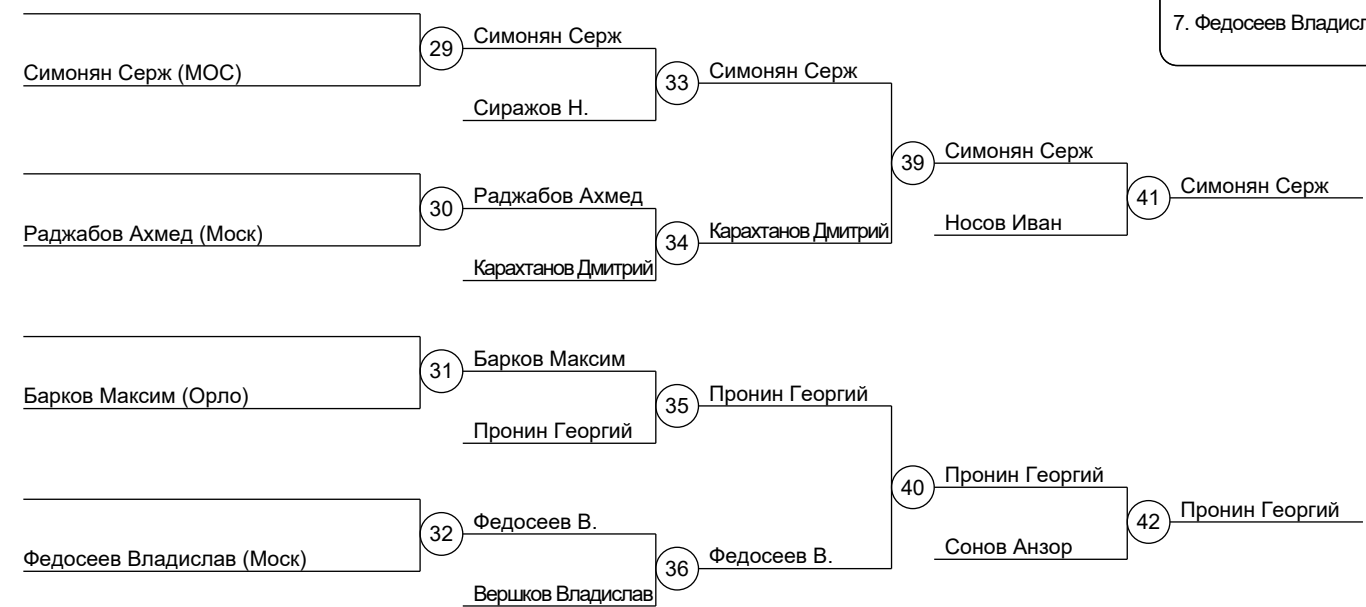 7. Федосеев Владисл
29
Симонян Серж
Симонян Серж (МОС)
33
Симонян Серж
Сиражов Н.
39
Симонян Серж
30
Раджабов Ахмед
41
Симонян Серж
Раджабов Ахмед (Моск)
34
Карахтанов Дмитрий
Носов Иван
Карахтанов Дмитрий
31
Барков Максим
Барков Максим (Орло)
35
Пронин Георгий
Пронин Георгий
40
Пронин Георгий
32
Федосеев В.
42
Пронин Георгий
Федосеев Владислав (Моск)
36
Федосеев В.
Сонов Анзор
Вершков Владислав